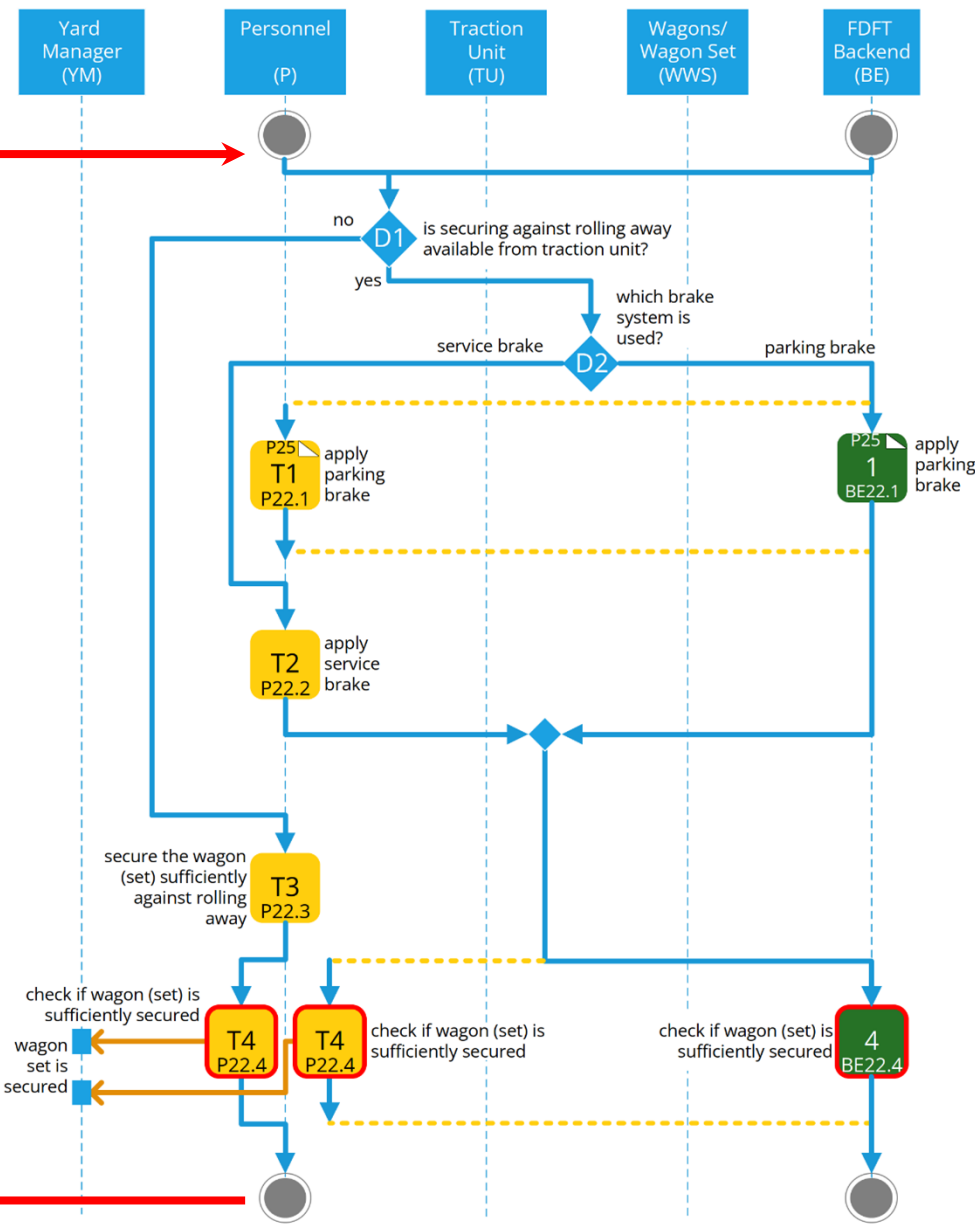 Yard
Manager
(YM)
Personnel
(P)
Traction
Unit
(TU)
Wagons/
Wagon Set
(WWS)
FDFT
Backend
(BE)
no
D1
is securing against rolling away
available from traction unit?
yes
which brake
system is
used?
service brake
D2
parking brake
P25
T1
P22.1
apply
parking
brake
P25
1
BE22.1
apply
parking
brake
T2
P22.2
apply
service
brake
secure the wagon
(set) sufficiently
against rolling
away
T3
P22.3
check if wagon (set) is
sufficiently secured
wagon
set is
secured
T4
P22.4
T4
P22.4
check if wagon (set) is
sufficiently secured
check if wagon (set) is
sufficiently secured
4
BE22.4